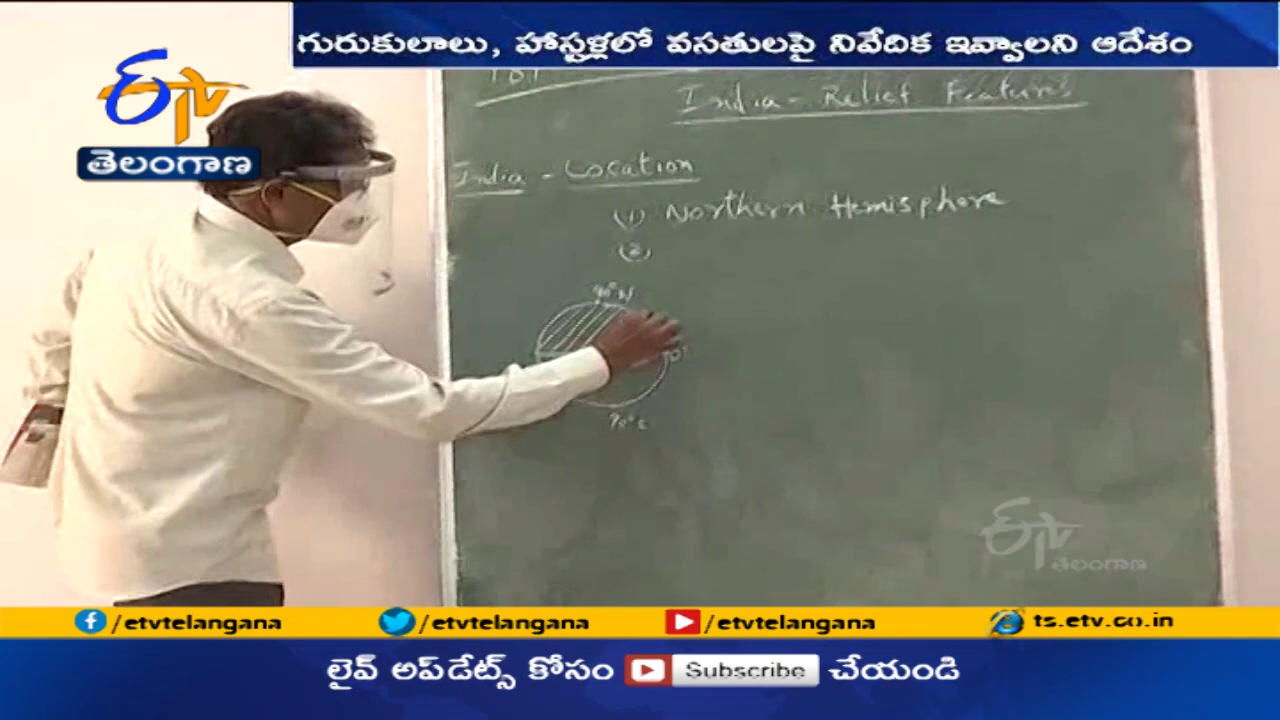 గురుకులాలు, హాస్టళ్లలో వసతులపై నివేదిక ఇవ్వాలని ఆదేశం
ETV
తెలంగాణ
India - Relief Features
India - Location
(1) Northern Hemisphere
(2)
90° N
0°
90° S
ETV
తెలంగాణ
/etvtelangana
/etvtelangana
/etvtelangana
ts.etv.co.in
లైవ్ అప్‌డేట్స్ కోసం Subscribe చేయండి